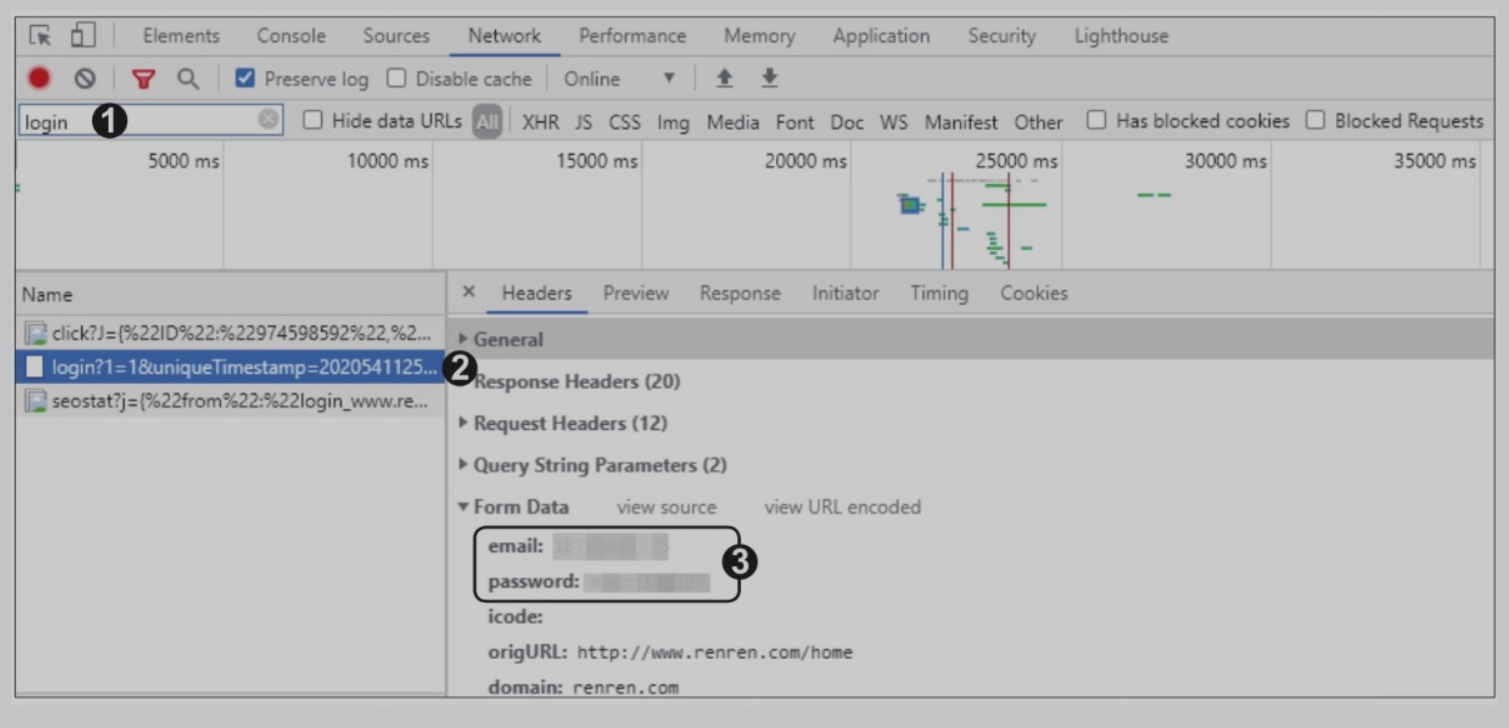 Elements Console Sources Network Performance Memory Application Security Lighthouse
Preserve log Disable cache Online
login 1 Hide data URLs All XHR JS CSS Img Media Font Doc WS Manifest Other Has blocked cookies Blocked Requests
5000 ms 10000 ms 15000 ms 20000 ms 25000 ms 30000 ms 35000 ms
Name × Headers Preview Response Initiator Timing Cookies
click?J={%22ID%22:%22974598592%22,%2...
General
login?1=1&uniqueTimestamp=2020541125... 2
Response Headers (20)
seostat?j={%22from%22:%22login_www.re...
Request Headers (12)
Query String Parameters (2)
Form Data view source view URL encoded
email:
3
password:
icode:
origURL: http://www.renren.com/home
domain: renren.com